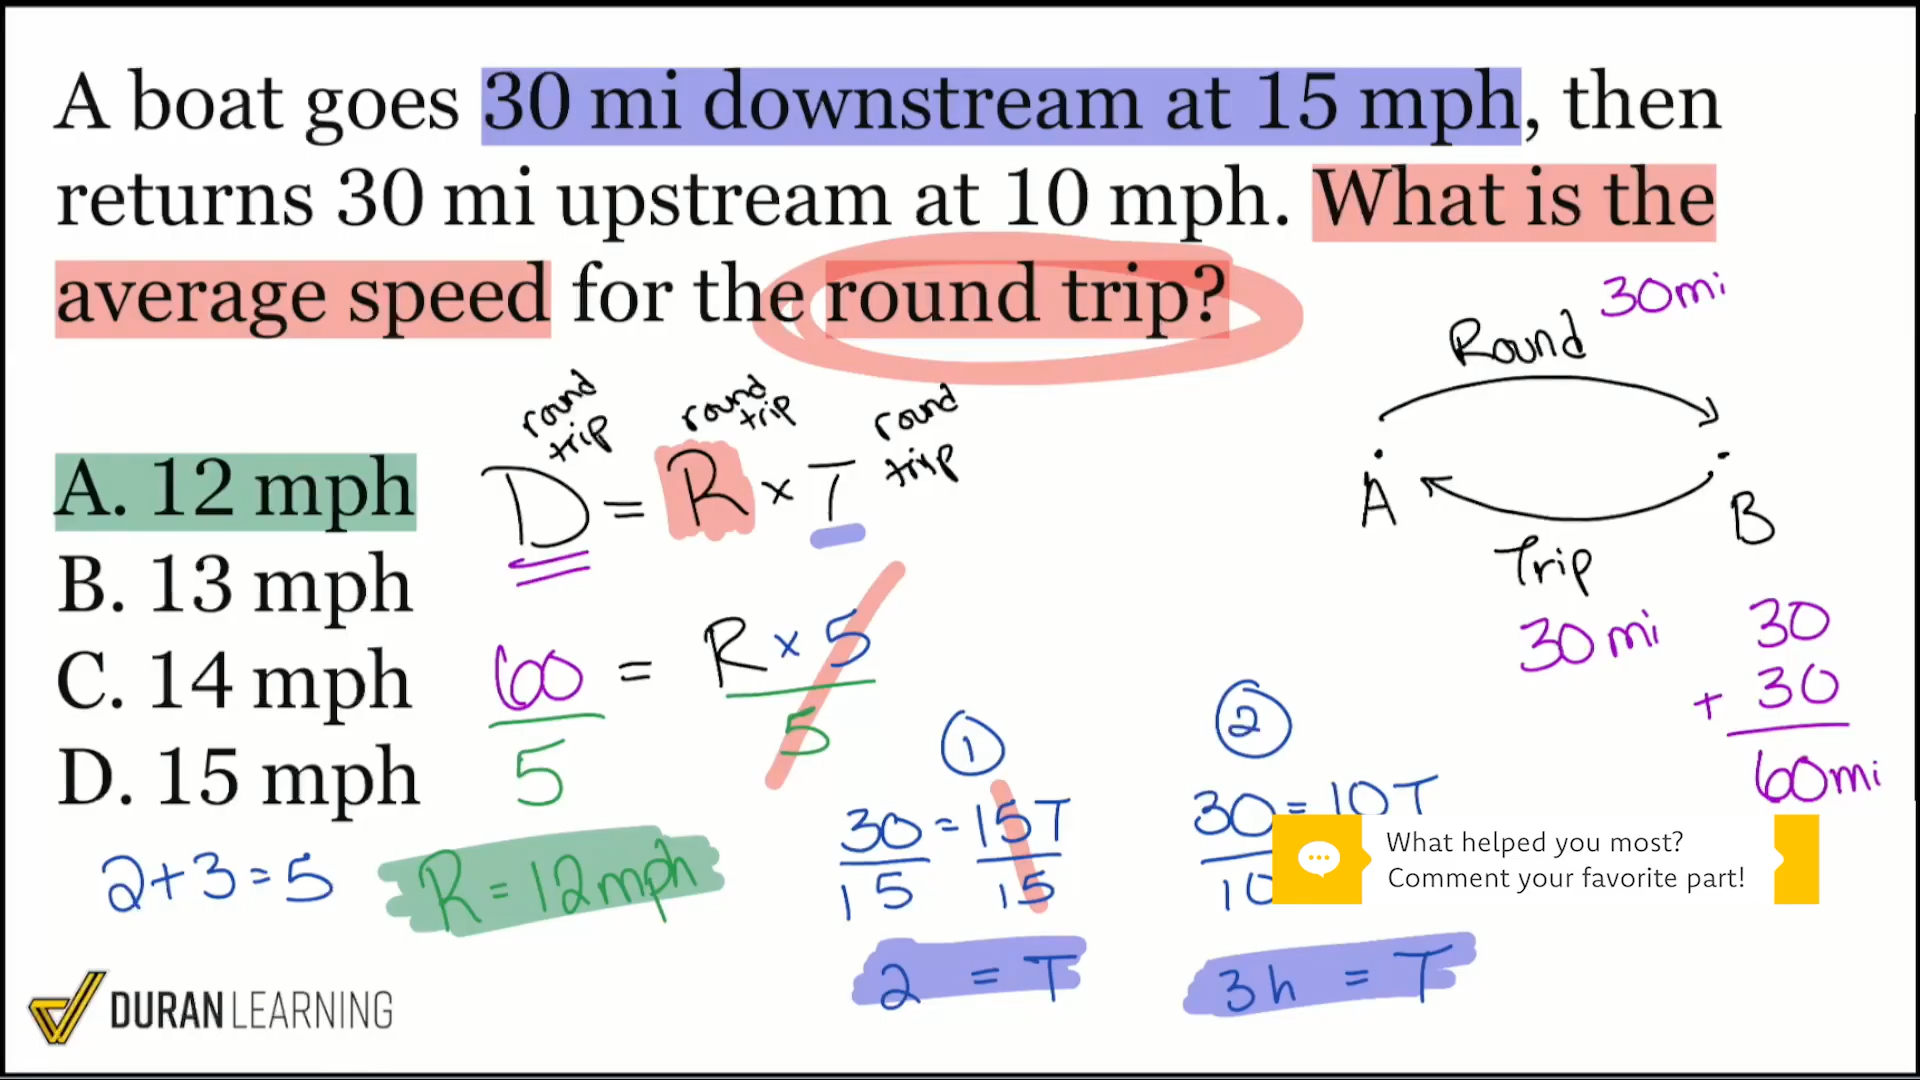 A boat goes 30 mi downstream at 15 mph, then
returns 30 mi upstream at 10 mph. What is the
average speed for the round trip?
30mi
Round
A
B
Trip
30 mi
30
+ 30
60mi
round trip
round trip
round trip
D = R × T
A. 12 mph
B. 13 mph
C. 14 mph
D. 15 mph
60 = R × 5
5 5
2+3=5
R = 12mph
1
30 = 15T
15 15
2 = T
2
30 = 10T
10
3h = T
What helped you most?
Comment your favorite part!
DURAN LEARNING